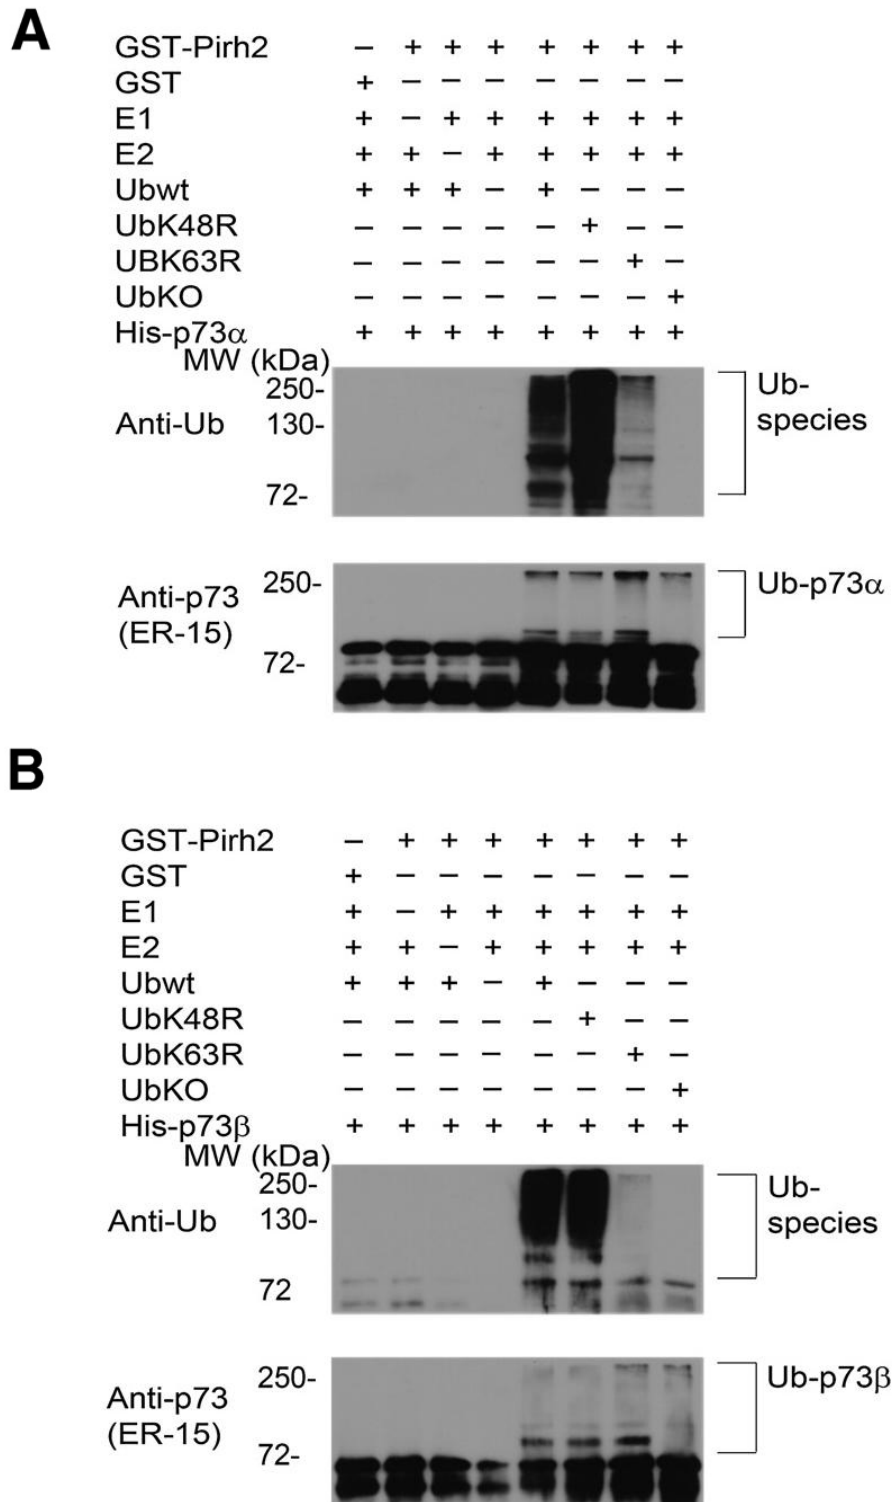 A
GST-Pirh2 – + + + + + + +
GST + – – – – – – –
E1 + – + + + + + +
E2 + + – + + + + +
Ubwt + + + – + – – –
UbK48R – – – – – + – –
UBK63R – – – – – – + –
UbKO – – – – – – – +
His-p73α + + + + + + + +
MW (kDa)
250-
Ub-
species
Anti-Ub 130-
72-
250- Ub-p73α
Anti-p73
(ER-15)
72-
B
GST-Pirh2 – + + + + + + +
GST + – – – – – – –
E1 + – + + + + + +
E2 + + – + + + + +
Ubwt + + + – + – – –
UbK48R – – – – – + – –
UbK63R – – – – – – + –
UbKO – – – – – – – +
His-p73β + + + + + + + +
MW (kDa)
250-
Ub-
species
Anti-Ub 130-
72
250- Ub-p73β
Anti-p73
(ER-15)
72-